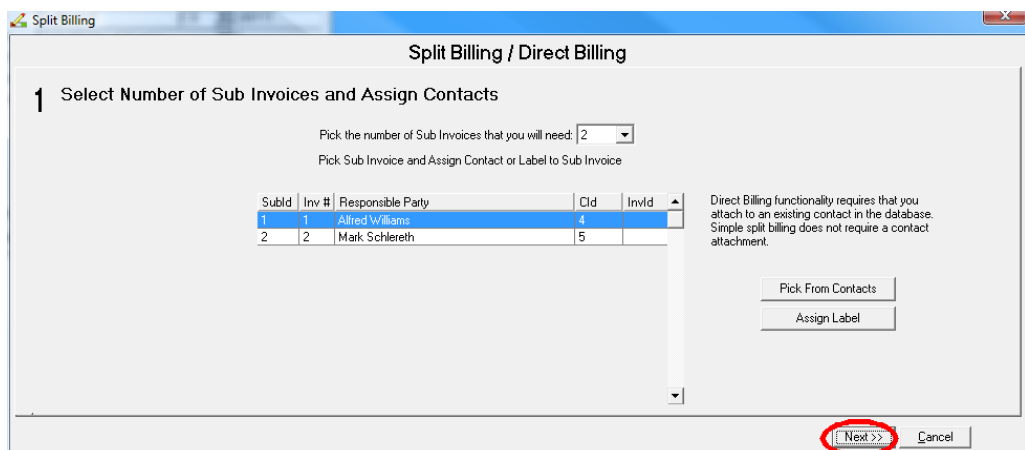 Split Billing
Split Billing / Direct Billing
1 Select Number of Sub Invoices and Assign Contacts
Pick the number of Sub Invoices that you will need: 2
Pick Sub Invoice and Assign Contact or Label to Sub Invoice
SubId Inv # Responsible Party CId InvId
1 1 Alfred Williams 4
2 2 Mark Schlereth 5
Direct Billing functionality requires that you
attach to an existing contact in the database.
Simple split billing does not require a contact
attachment.
Pick From Contacts
Assign Label
Next >> Cancel